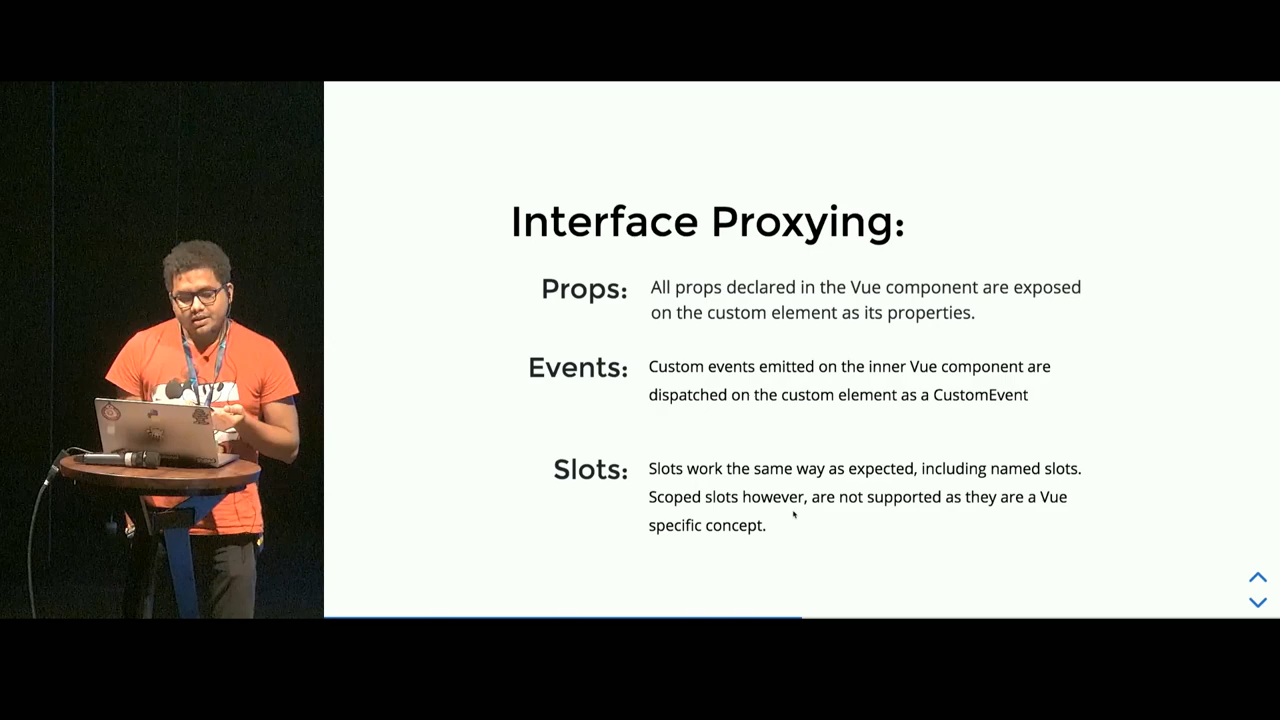 Interface Proxying:
Props:
All props declared in the Vue component are exposed
on the custom element as its properties.
Events:
Custom events emitted on the inner Vue component are
dispatched on the custom element as a CustomEvent
Slots:
Slots work the same way as expected, including named slots.
Scoped slots however, are not supported as they are a Vue
specific concept.